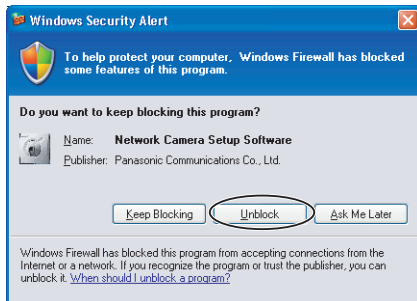 Windows Security Alert
To help protect your computer, Windows Firewall has blocked
some features of this program.
Do you want to keep blocking this program?
Name: Network Camera Setup Software
Publisher: Panasonic Communications Co., Ltd.
Keep Blocking Unblock Ask Me Later
Windows Firewall has blocked this program from accepting connections from the
Internet or a network. If you recognize the program or trust the publisher, you can
unblock it. When should I unblock a program?